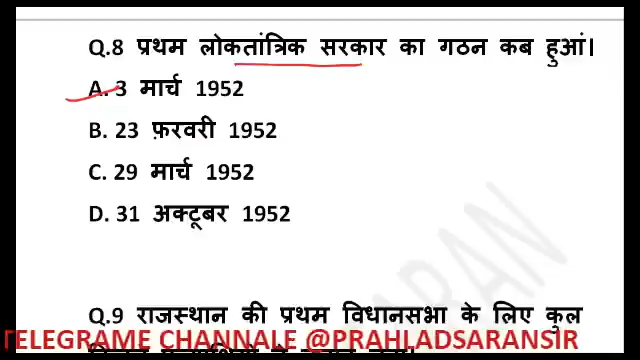 Q.8 प्रथम लोकतांत्रिक सरकार का गठन कब हुआं।
A. 3 मार्च 1952
B. 23 फ़रवरी 1952
C. 29 मार्च 1952
D. 31 अक्टूबर 1952
Q.9 राजस्थान की प्रथम विधानसभा के लिए कुल
TELEGRAME CHANNALE @PRAHLADSARANSIR